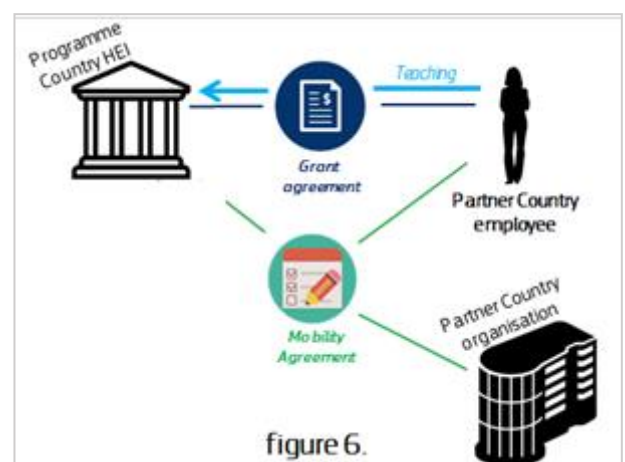 Programme
Country HEI
Teaching
$
Grant
agreement
Partner Country
employee
Mobility
Agreement
Partner Country
organisation
figure 6.